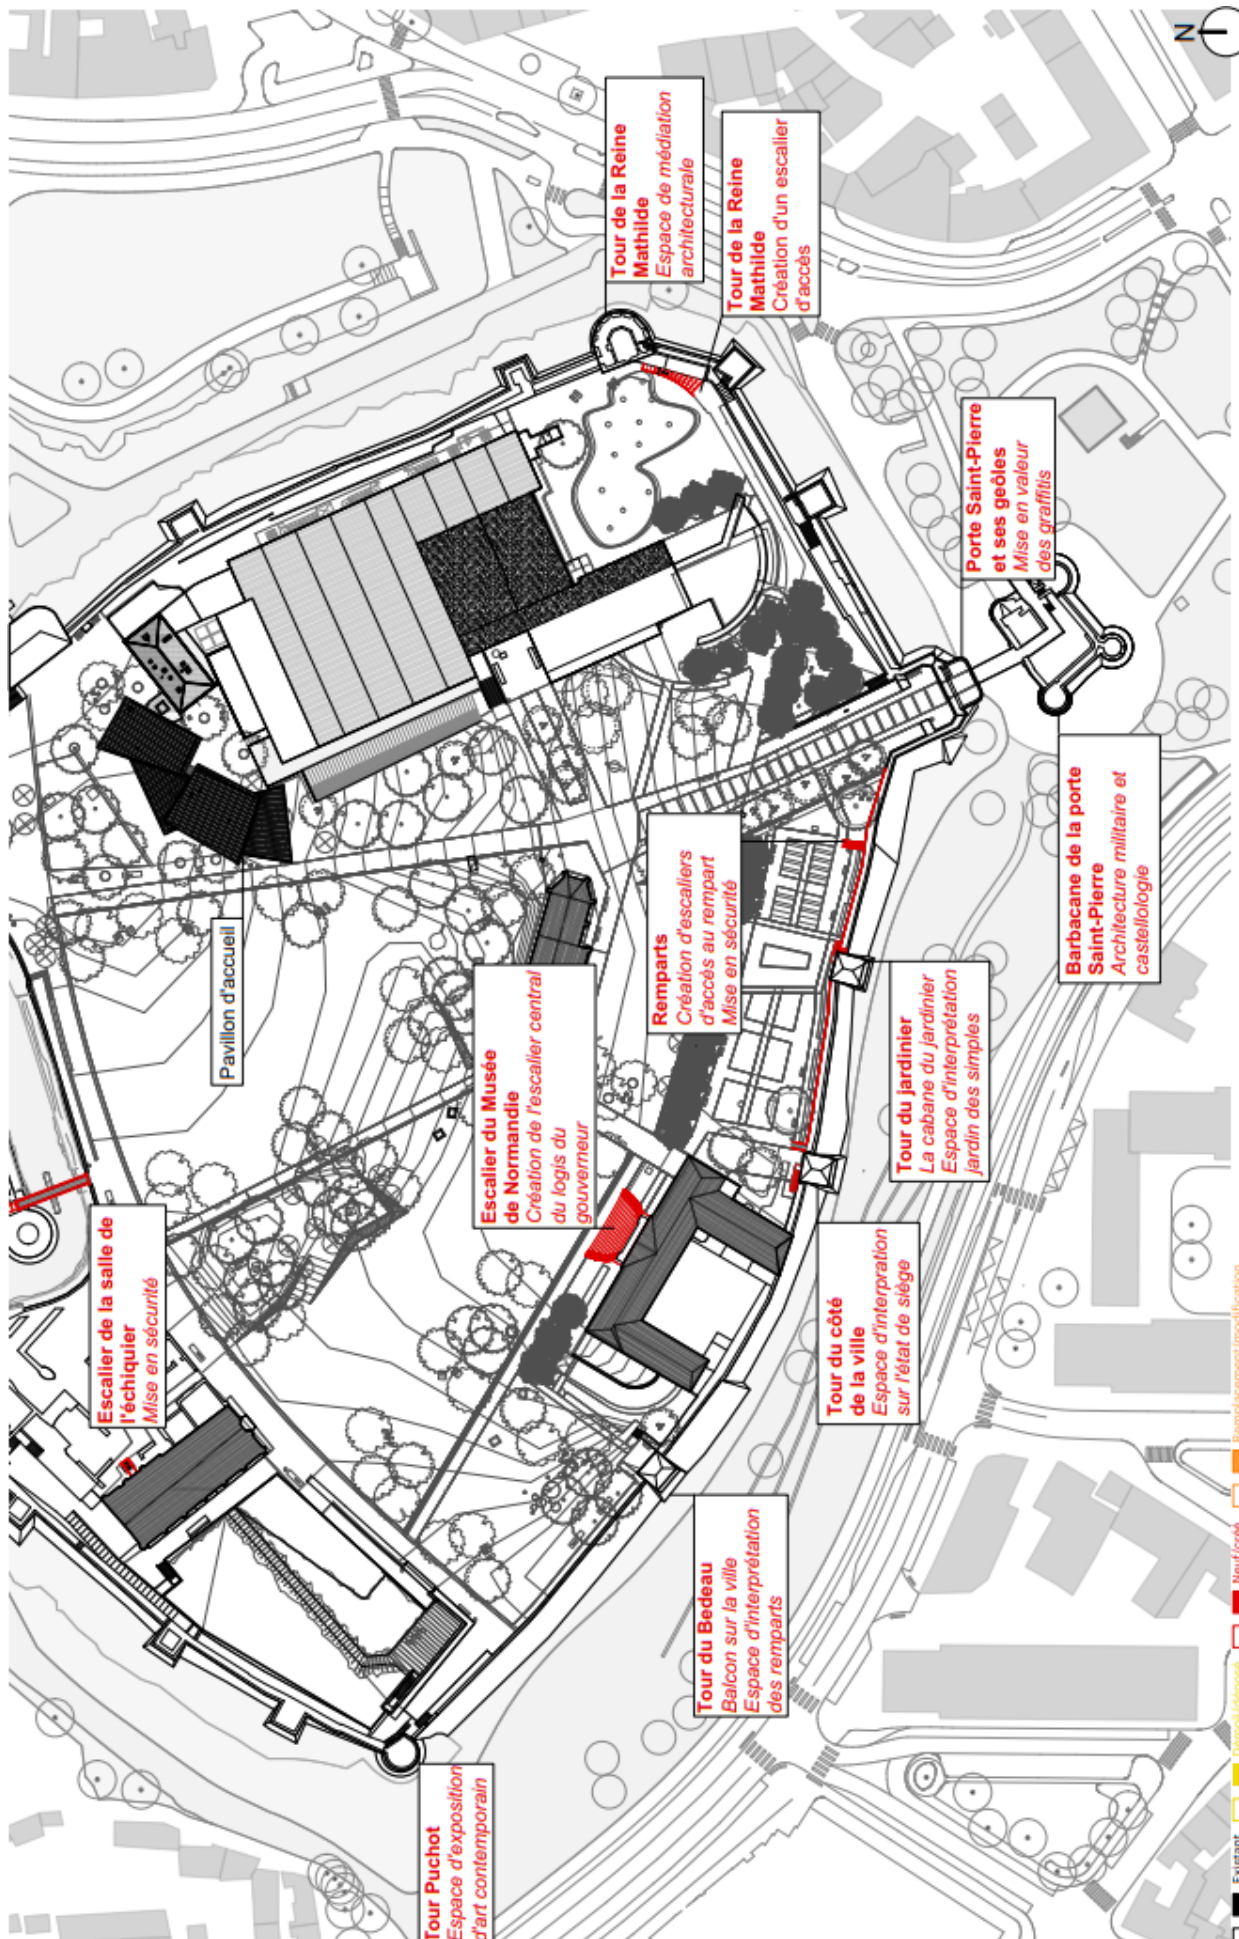 N
Tour de la Reine
Mathilde
Espace de médiation
architecturale
Tour de la Reine
Mathilde
Création d'un escalier
d'accès
Porte Saint-Pierre
et ses geôles
Mise en valeur
des graffitis
Barbacane de la porte
Saint-Pierre
Architecture militaire et
castellologie
Pavillon d'accueil
Remparts
Création d'escaliers
d'accès au rempart
Mise en sécurité
Escalier du Musée
de Normandie
Création de l'escalier central
du logis du
gouverneur
Tour du jardinier
La cabane du jardinier
Espace d'interprétation
jardin des simples
Escalier de la salle de
l'échiquier
Mise en sécurité
Tour du côté
de la ville
Espace d'interpration
sur l'état de siège
Tour du Bedeau
Balcon sur la ville
Espace d'interprétation
des remparts
Tour Puchot
Espace d'exposition
d'art contemporain
Existant
Démoli/déposé
Neuf/créé
Remplacement/modification